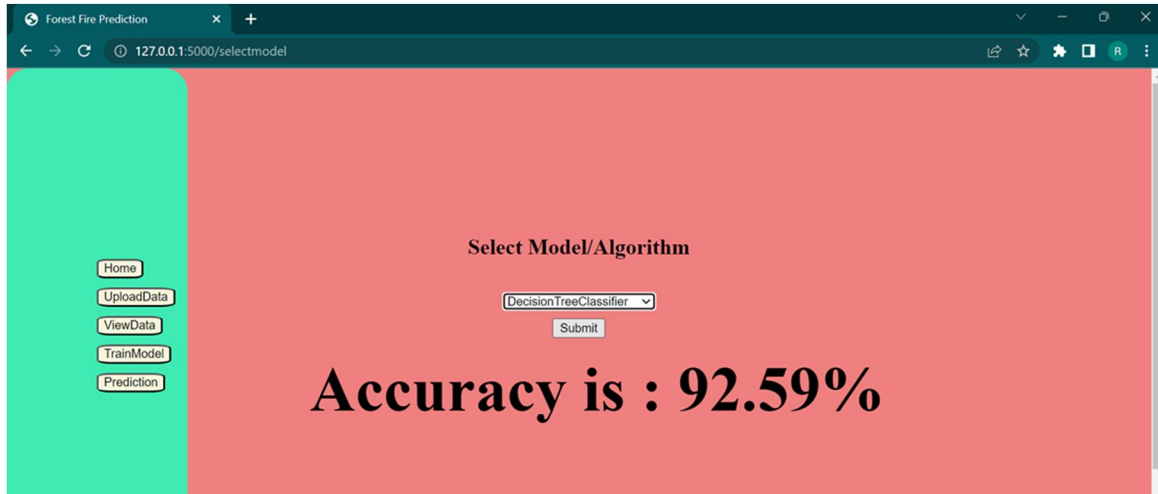 Forest Fire Prediction
127.0.0.1:5000/selectmodel
R
Home
UploadData
ViewData
TrainModel
Prediction
Select Model/Algorithm
DecisionTreeClassifier
Submit
Accuracy is : 92.59%